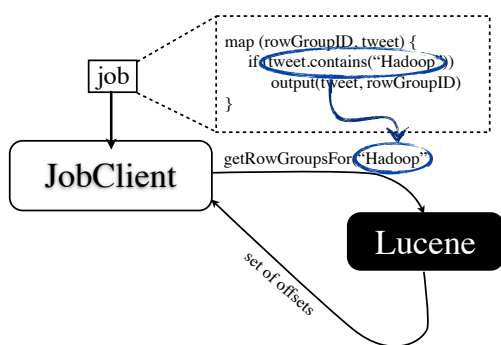 map (rowGroupID, tweet) {
if (tweet.contains(“Hadoop”))
output(tweet, rowGroupID)
}
job
JobClient
getRowGroupsFor(“Hadoop”)
Lucene
set of offsets